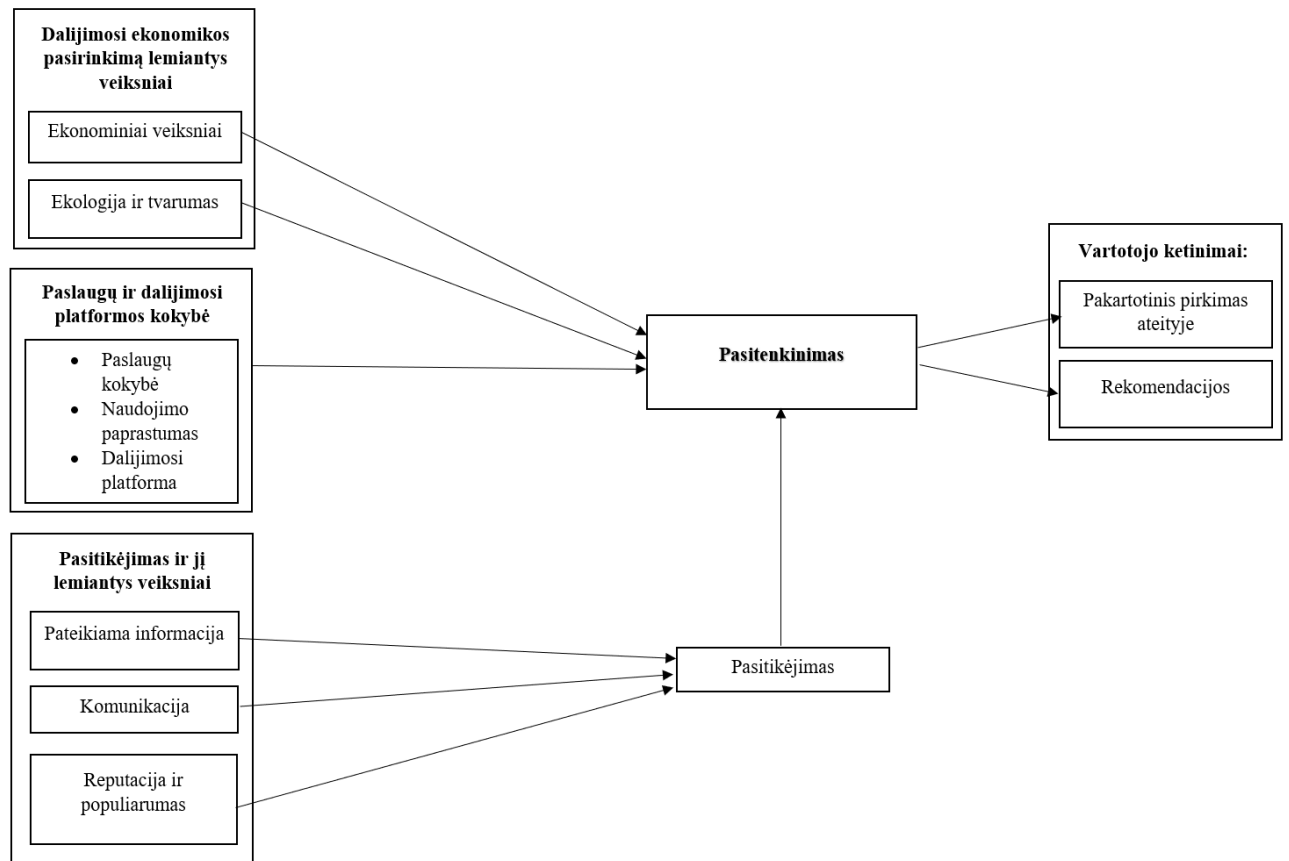 Dalijimosi ekonomikos
pasirinkimą lemiantys
veiksniai
Ekonominiai veiksniai
Ekologija ir tvarumas
Paslaugų ir dalijimosi
platformos kokybė
• Paslaugų
kokybė
• Naudojimo
paprastumas
• Dalijimosi
platforma
Pasitikėjimas ir jį
lemiantys veiksniai
Pateikiama informacija
Komunikacija
Reputacija ir
populiarumas
Pasitenkinimas
Pasitikėjimas
Vartotojo ketinimai:
Pakartotinis pirkimas
ateityje
Rekomendacijos